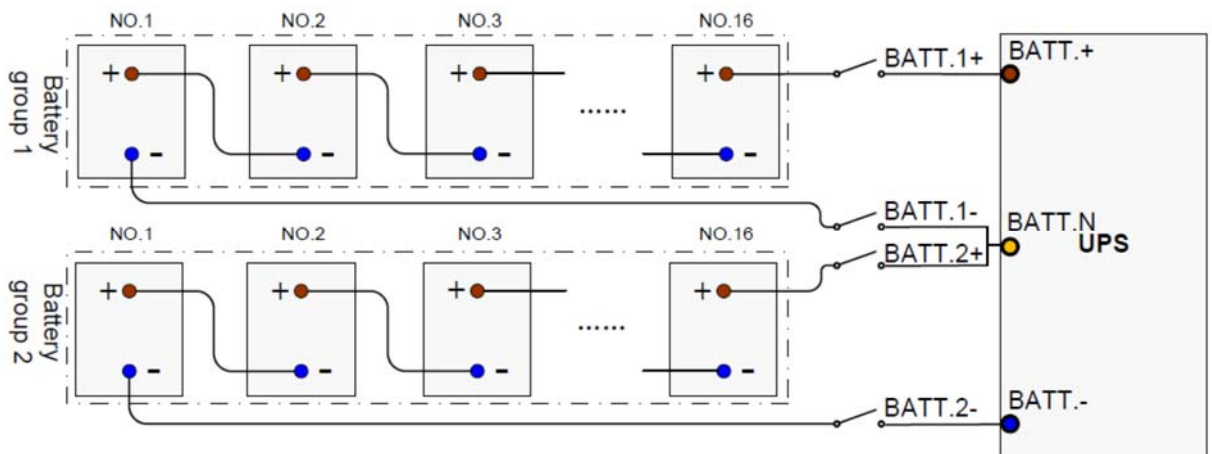 NO.1 NO.2 NO.3 NO.16
Battery
group 1
+ + + + BATT.1+ BATT.+
......
- - - -
BATT.1- BATT.N
UPS
NO.1 NO.2 NO.3 NO.16 BATT.2+
Battery
group 2
+ + + +
......
- - - -
BATT.2- BATT.-